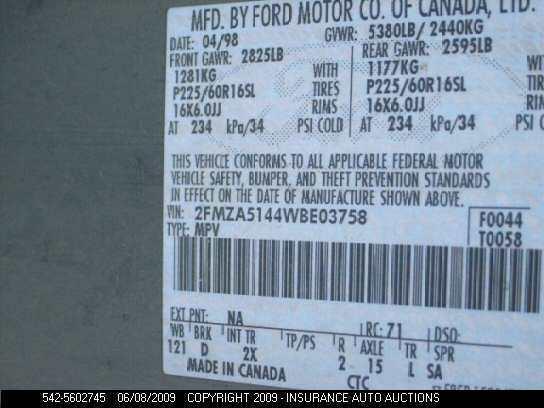 MFD. BY FORD MOTOR CO. OF CANADA, LTD.
DATE: 04/98 GVWR: 5380LB/ 2440KG
FRONT GAWR: 2825LB REAR GAWR: 2595LB
1281KG WITH 1177KG WITH
P225/60R16SL TIRES P225/60R16SL TIRES
16X6.0JJ RIMS 16X6.0JJ RIMS
AT 234 kPa/34 PSI COLD AT 234 kPa/34 PSI
THIS VEHICLE CONFORMS TO ALL APPLICABLE FEDERAL MOTOR
VEHICLE SAFETY, BUMPER, AND THEFT PREVENTION STANDARDS
IN EFFECT ON THE DATE OF MANUFACTURE SHOWN ABOVE.
VIN: 2FMZA5144WBE03758 F0044
TYPE: MPV T0058
EXT PNT: NA RC: 71 DSO:
WB BRK INT TR TP/PS R AXLE TR SPR
121 D 2X 2 15 L SA
MADE IN CANADA CTC
542-5602745 06/08/2009 COPYRIGHT 2009 - INSURANCE AUTO AUCTIONS